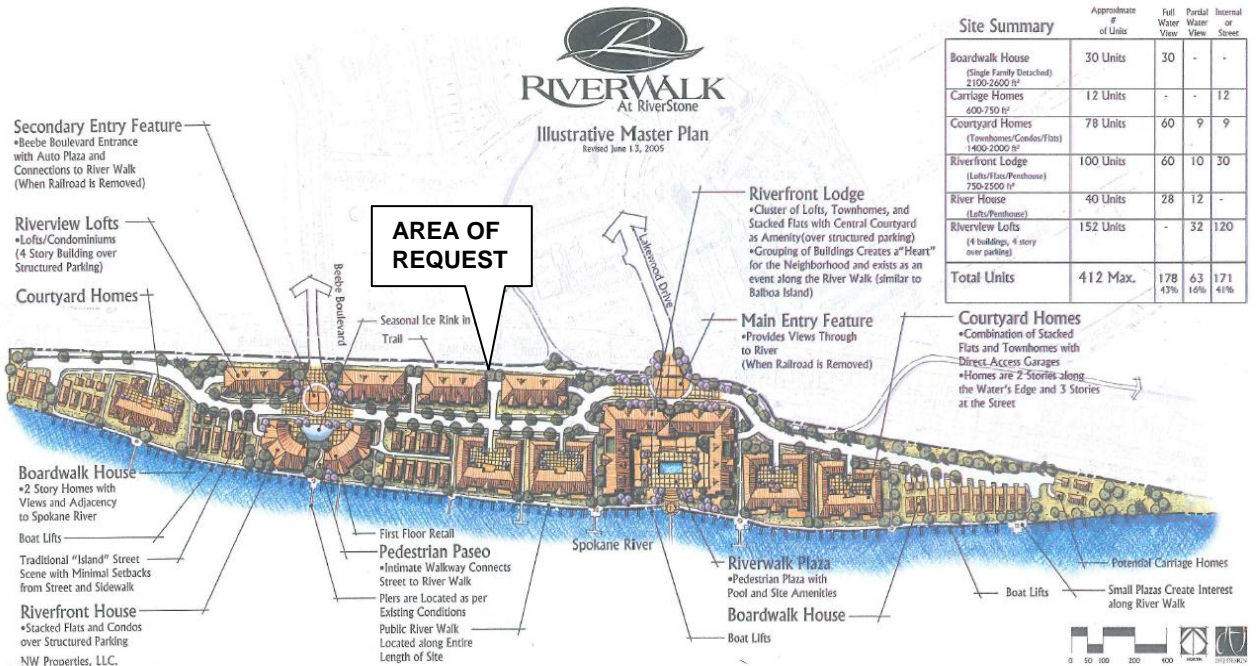 RIVERWALK
At RiverStone
Illustrative Master Plan
Revised June 13, 2005
Site Summary
Approximate # of Units
Full Water View
Partial Water View
Internal or Street
Boardwalk House 30 Units 30 - -
(Single Family Detached)
2100-2600 ft²
Carriage Homes 12 Units - - 12
600-750 ft²
Courtyard Homes 78 Units 60 9 9
(Townhomes/Condos/Flats)
1400-2000 ft²
Riverfront Lodge 100 Units 60 10 30
(Lofts/Flats/Penthouse)
750-2500 ft²
River House 40 Units 28 12 -
(Lofts/Penthouse)
Riverview Lofts 152 Units - 32 120
(4 buildings, 4 story
over parking)
Total Units 412 Max. 178 63 171
43% 16% 41%
Secondary Entry Feature
•Beebe Boulevard Entrance
with Auto Plaza and
Connections to River Walk
(When Railroad is Removed)
Riverview Lofts
•Lofts/Condominiums
(4 Story Building over
Structured Parking)
Courtyard Homes
Beebe Boulevard
Seasonal Ice Rink in
Trail
AREA OF
REQUEST
Lakewood Drive
Riverfront Lodge
•Cluster of Lofts, Townhomes, and
Stacked Flats with Central Courtyard
as Amenity(over structured parking)
•Grouping of Buildings Creates a"Heart"
for the Neighborhood and exists as an
event along the River Walk (similar to
Balboa Island)
Main Entry Feature
•Provides Views Through
to River
(When Railroad is Removed)
Courtyard Homes
•Combination of Stacked
Flats and Townhomes with
Direct Access Garages
•Homes are 2 Stories along
the Water's Edge and 3 Stories
at the Street
Boardwalk House
•2 Story Homes with
Views and Adjacency
to Spokane River
Boat Lifts
Traditional "Island" Street
Scene with Minimal Setbacks
from Street and Sidewalk
Riverfront House
•Stacked Flats and Condos
over Structured Parking
NW Properties, LLC.
First Floor Retail
Pedestrian Paseo
•Intimate Walkway Connects
Street to River Walk
Piers are Located as per
Existing Conditions
Public River Walk
Located along Entire
Length of Site
Spokane River
Riverwalk Plaza
•Pedestrian Plaza with
Pool and Site Amenities
Boardwalk House
Boat Lifts
Boat Lifts
Potential Carriage Homes
Small Plazas Create Interest
along River Walk
0 50 100 200 400
NORTH